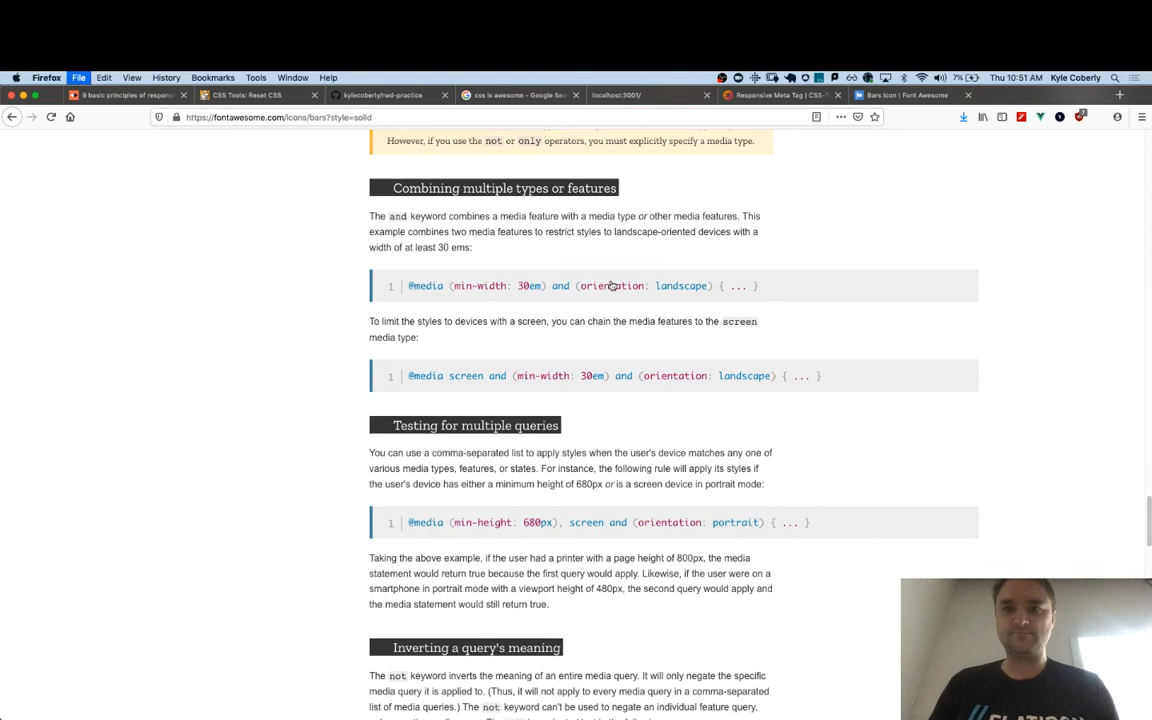 Firefox File Edit View History Bookmarks Tools Window Help
7% Thu 10:51 AM Kyle Coberly
9 basic principles of responsi
CSS Tools: Reset CSS
kylecoberly/rwd-practice
css is awesome - Google Sea
localhost:3001/
Responsive Meta Tag | CSS-T
Bars Icon | Font Awesome
https://fontawesome.com/icons/bars?style=solid
However, if you use the not or only operators, you must explicitly specify a media type.
Combining multiple types or features
The and keyword combines a media feature with a media type or other media features. This
example combines two media features to restrict styles to landscape-oriented devices with a
width of at least 30 ems:
1 @media (min-width: 30em) and (orientation: landscape) { ... }
To limit the styles to devices with a screen, you can chain the media features to the screen
media type:
1 @media screen and (min-width: 30em) and (orientation: landscape) { ... }
Testing for multiple queries
You can use a comma-separated list to apply styles when the user's device matches any one of
various media types, features, or states. For instance, the following rule will apply its styles if
the user's device has either a minimum height of 680px or is a screen device in portrait mode:
1 @media (min-height: 680px), screen and (orientation: portrait) { ... }
Taking the above example, if the user had a printer with a page height of 800px, the media
statement would return true because the first query would apply. Likewise, if the user were on a
smartphone in portrait mode with a viewport height of 480px, the second query would apply and
the media statement would still return true.
Inverting a query's meaning
The not keyword inverts the meaning of an entire media query. It will only negate the specific
media query it is applied to. (Thus, it will not apply to every media query in a comma-separated
list of media queries.) The not keyword can't be used to negate an individual feature query,